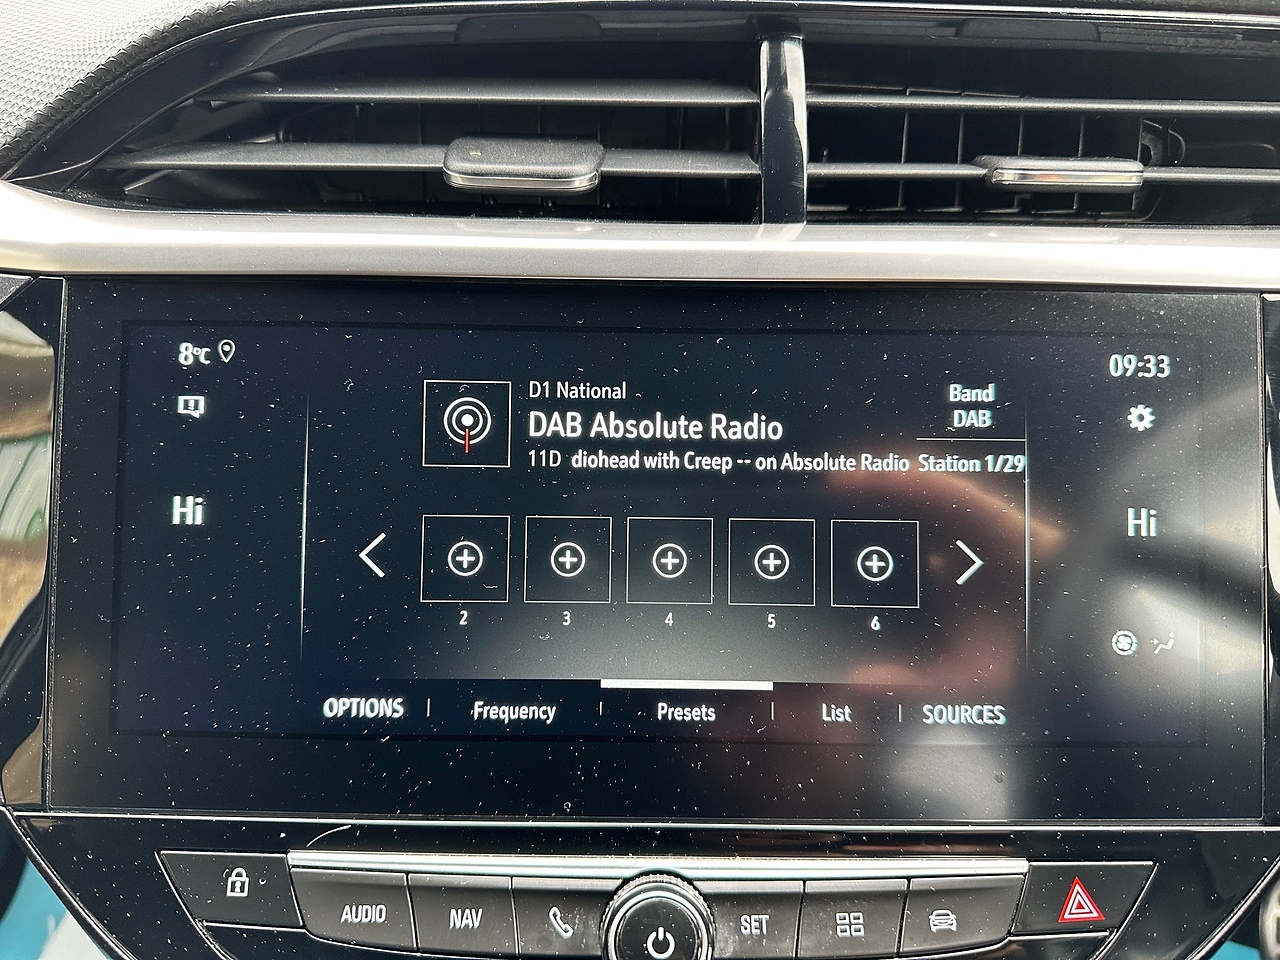 8°C
09:33
D1 National
DAB Absolute Radio
11D diohead with Creep -- on Absolute Radio
Band
DAB
Station 1/29
Hi
Hi
2 3 4 5 6
OPTIONS Frequency Presets List SOURCES
AUDIO NAV SET